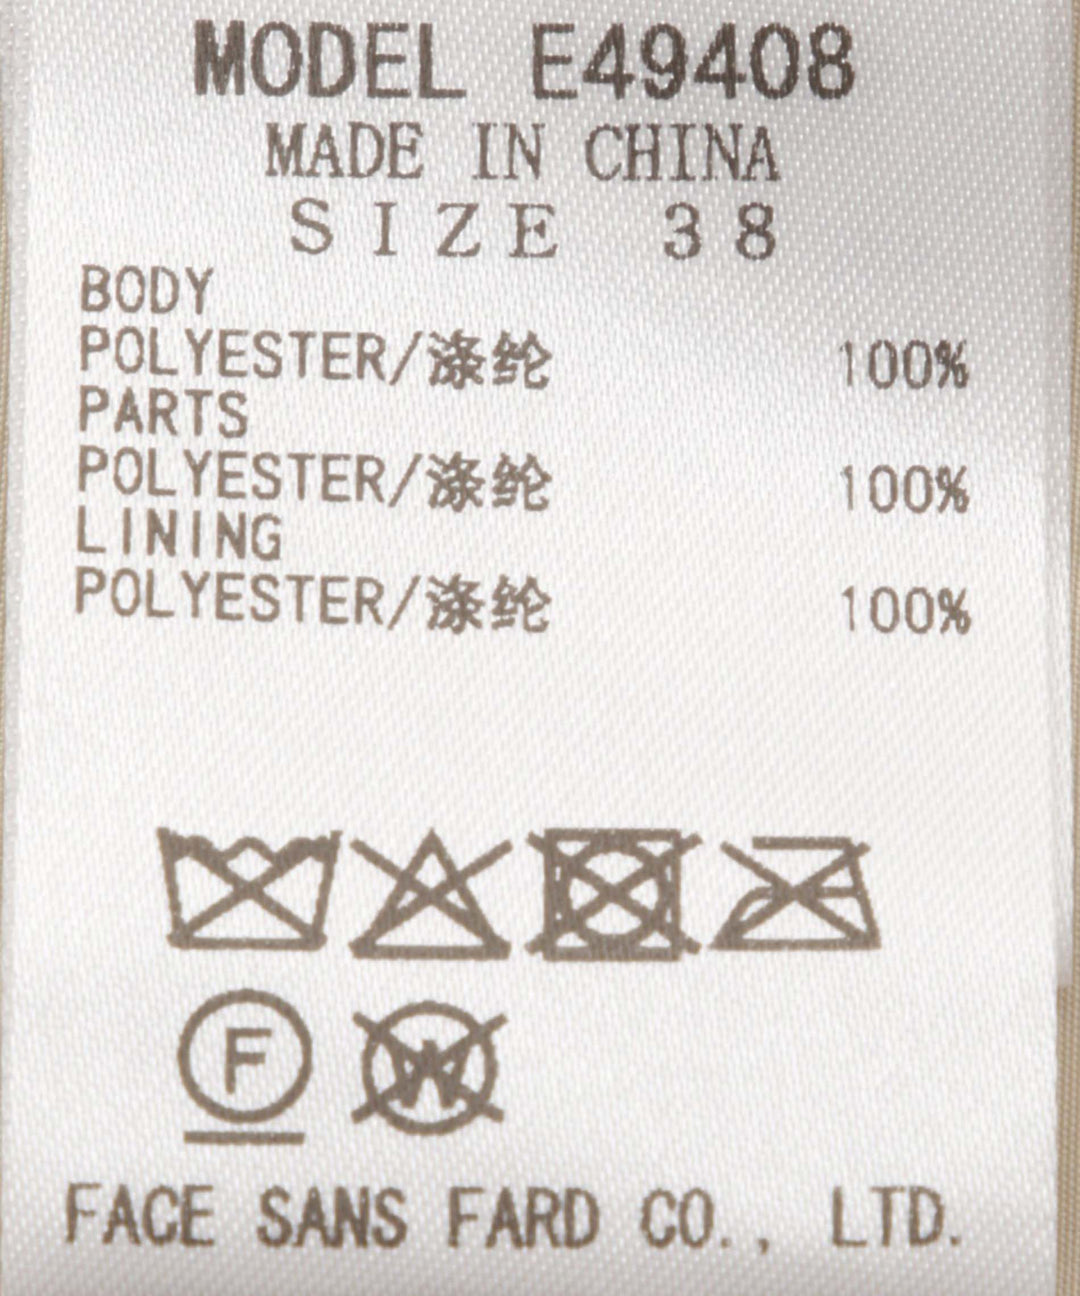 MODEL E49408
MADE IN CHINA
SIZE 38
BODY
POLYESTER/涤纶 100%
PARTS
POLYESTER/涤纶 100%
LINING
POLYESTER/涤纶 100%
F W
FACE SANS FARD CO., LTD.